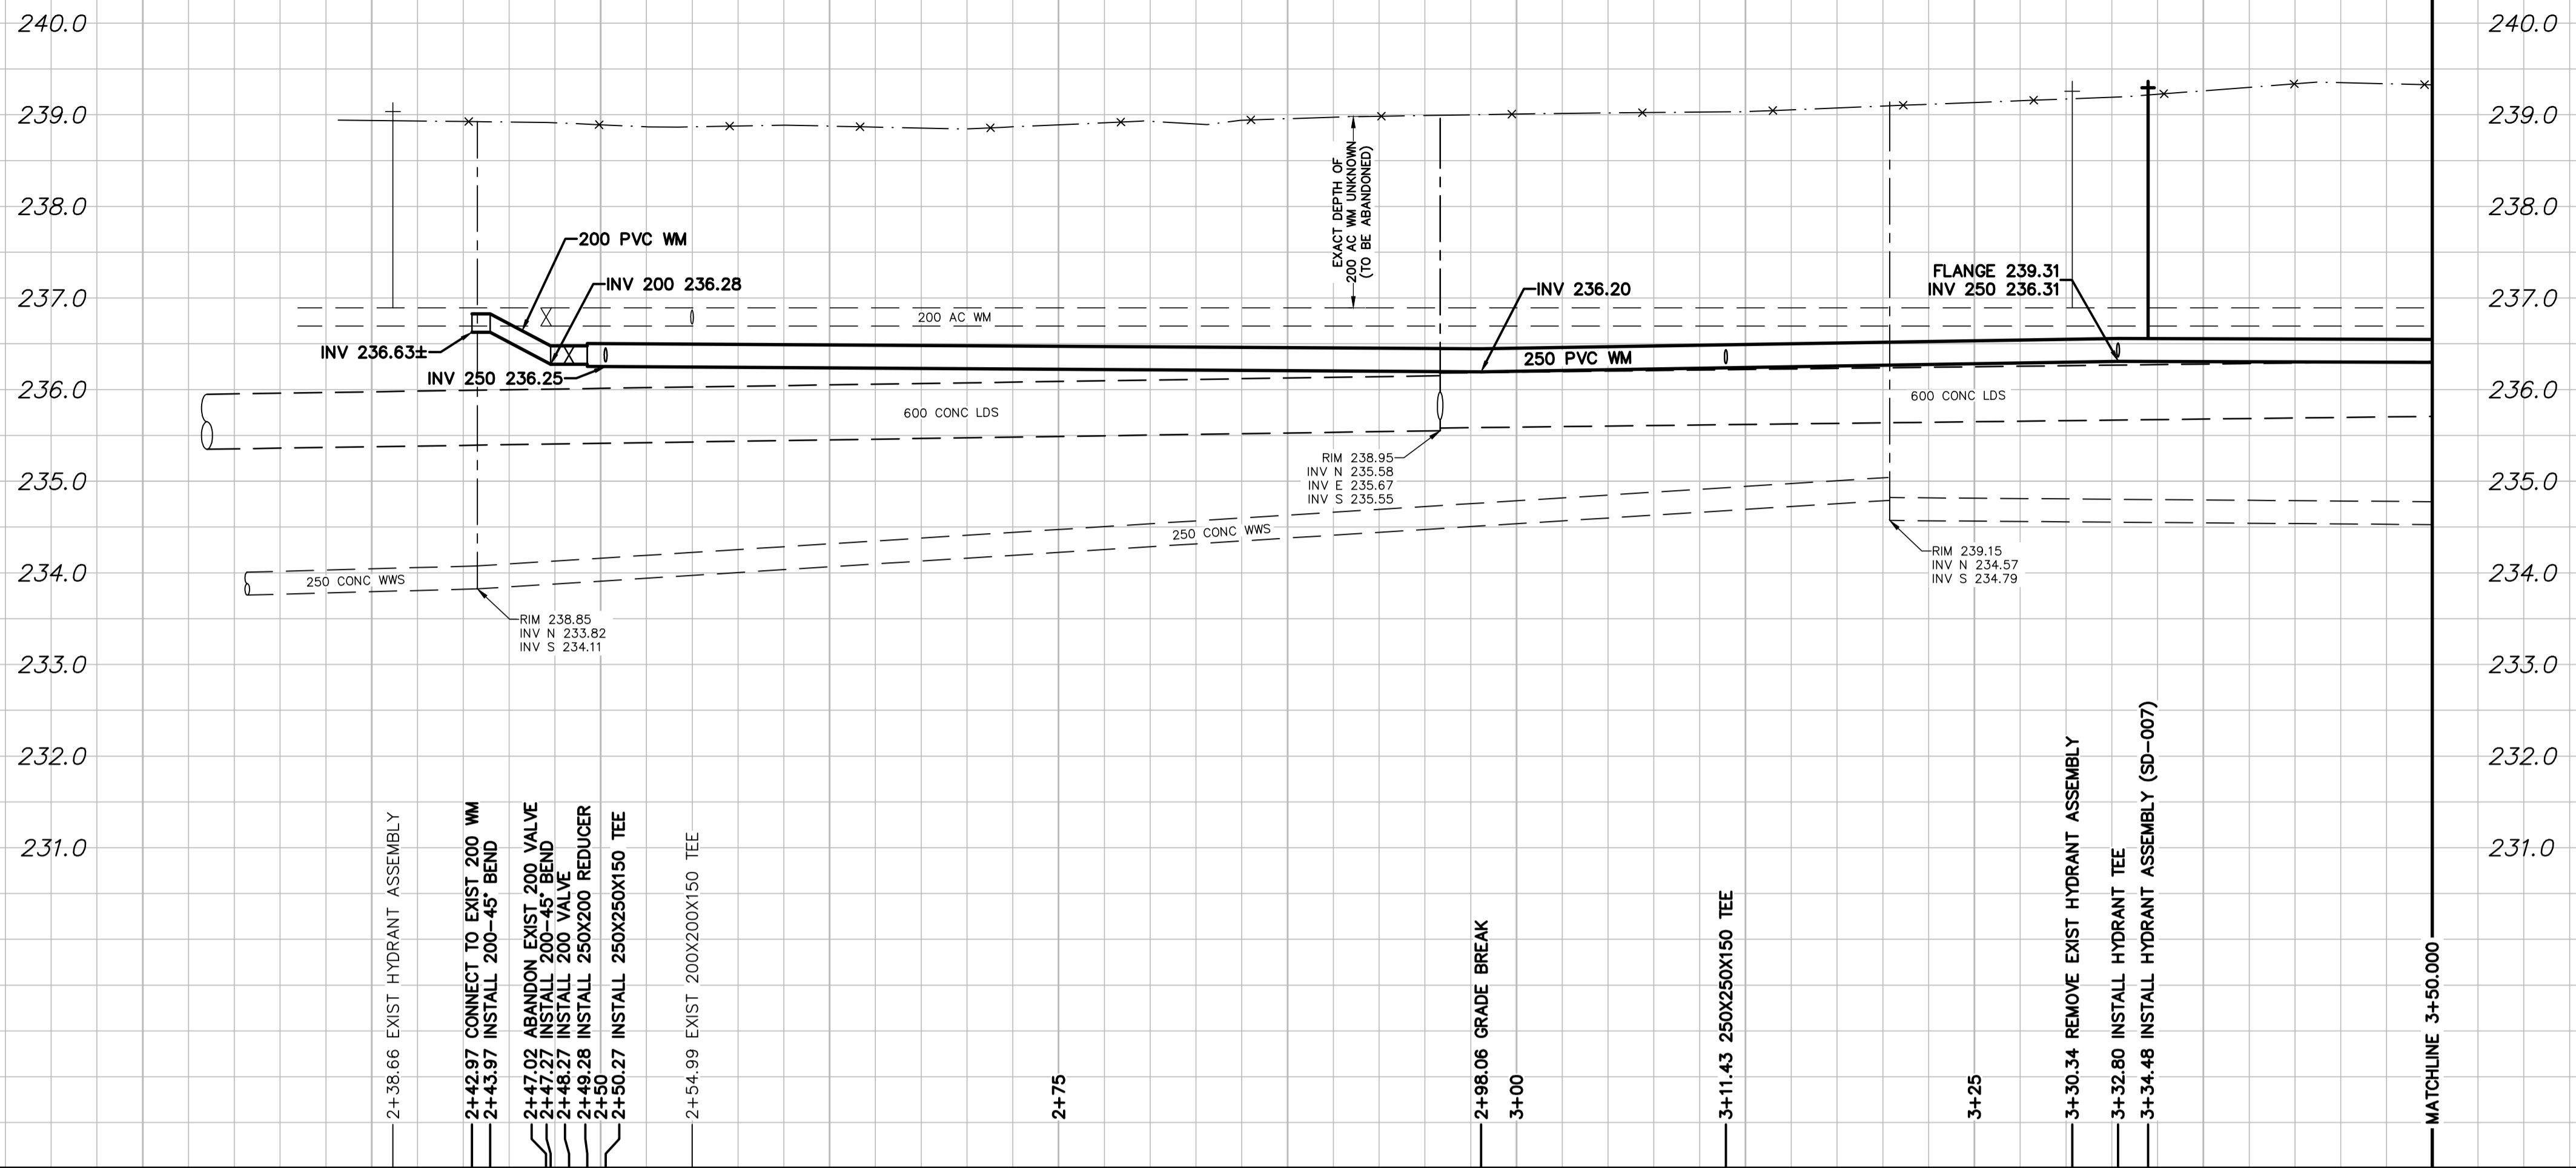 240.0
240.0
239.0
239.0
238.0
238.0
237.0
237.0
236.0
236.0
235.0
235.0
234.0
234.0
233.0
233.0
232.0
232.0
231.0
231.0
200 PVC WM
INV 200 236.28
INV 236.63±
INV 250 236.25
200 AC WM
EXACT DEPTH OF
200 AC WM UNKNOWN
(TO BE ABANDONED)
INV 236.20
250 PVC WM
FLANGE 239.31
INV 250 236.31
600 CONC LDS
600 CONC LDS
RIM 238.95
INV N 235.58
INV E 235.67
INV S 235.55
250 CONC WWS
250 CONC WWS
RIM 239.15
INV N 234.57
INV S 234.79
RIM 238.85
INV N 233.82
INV S 234.11
2+38.66 EXIST HYDRANT ASSEMBLY
2+42.97 CONNECT TO EXIST 200 WM
2+43.97 INSTALL 200-45° BEND
2+47.02 ABANDON EXIST 200 VALVE
2+47.27 INSTALL 200-45° BEND
2+48.27 INSTALL 200 VALVE
2+49.28 INSTALL 250X200 REDUCER
2+50
2+50.27 INSTALL 250X250X150 TEE
2+54.99 EXIST 200X200X150 TEE
2+75
2+98.06 GRADE BREAK
3+00
3+11.43 250X250X150 TEE
3+25
3+30.34 REMOVE EXIST HYDRANT ASSEMBLY
3+32.80 INSTALL HYDRANT TEE
3+34.48 INSTALL HYDRANT ASSEMBLY (SD-007)
MATCHLINE 3+50.000